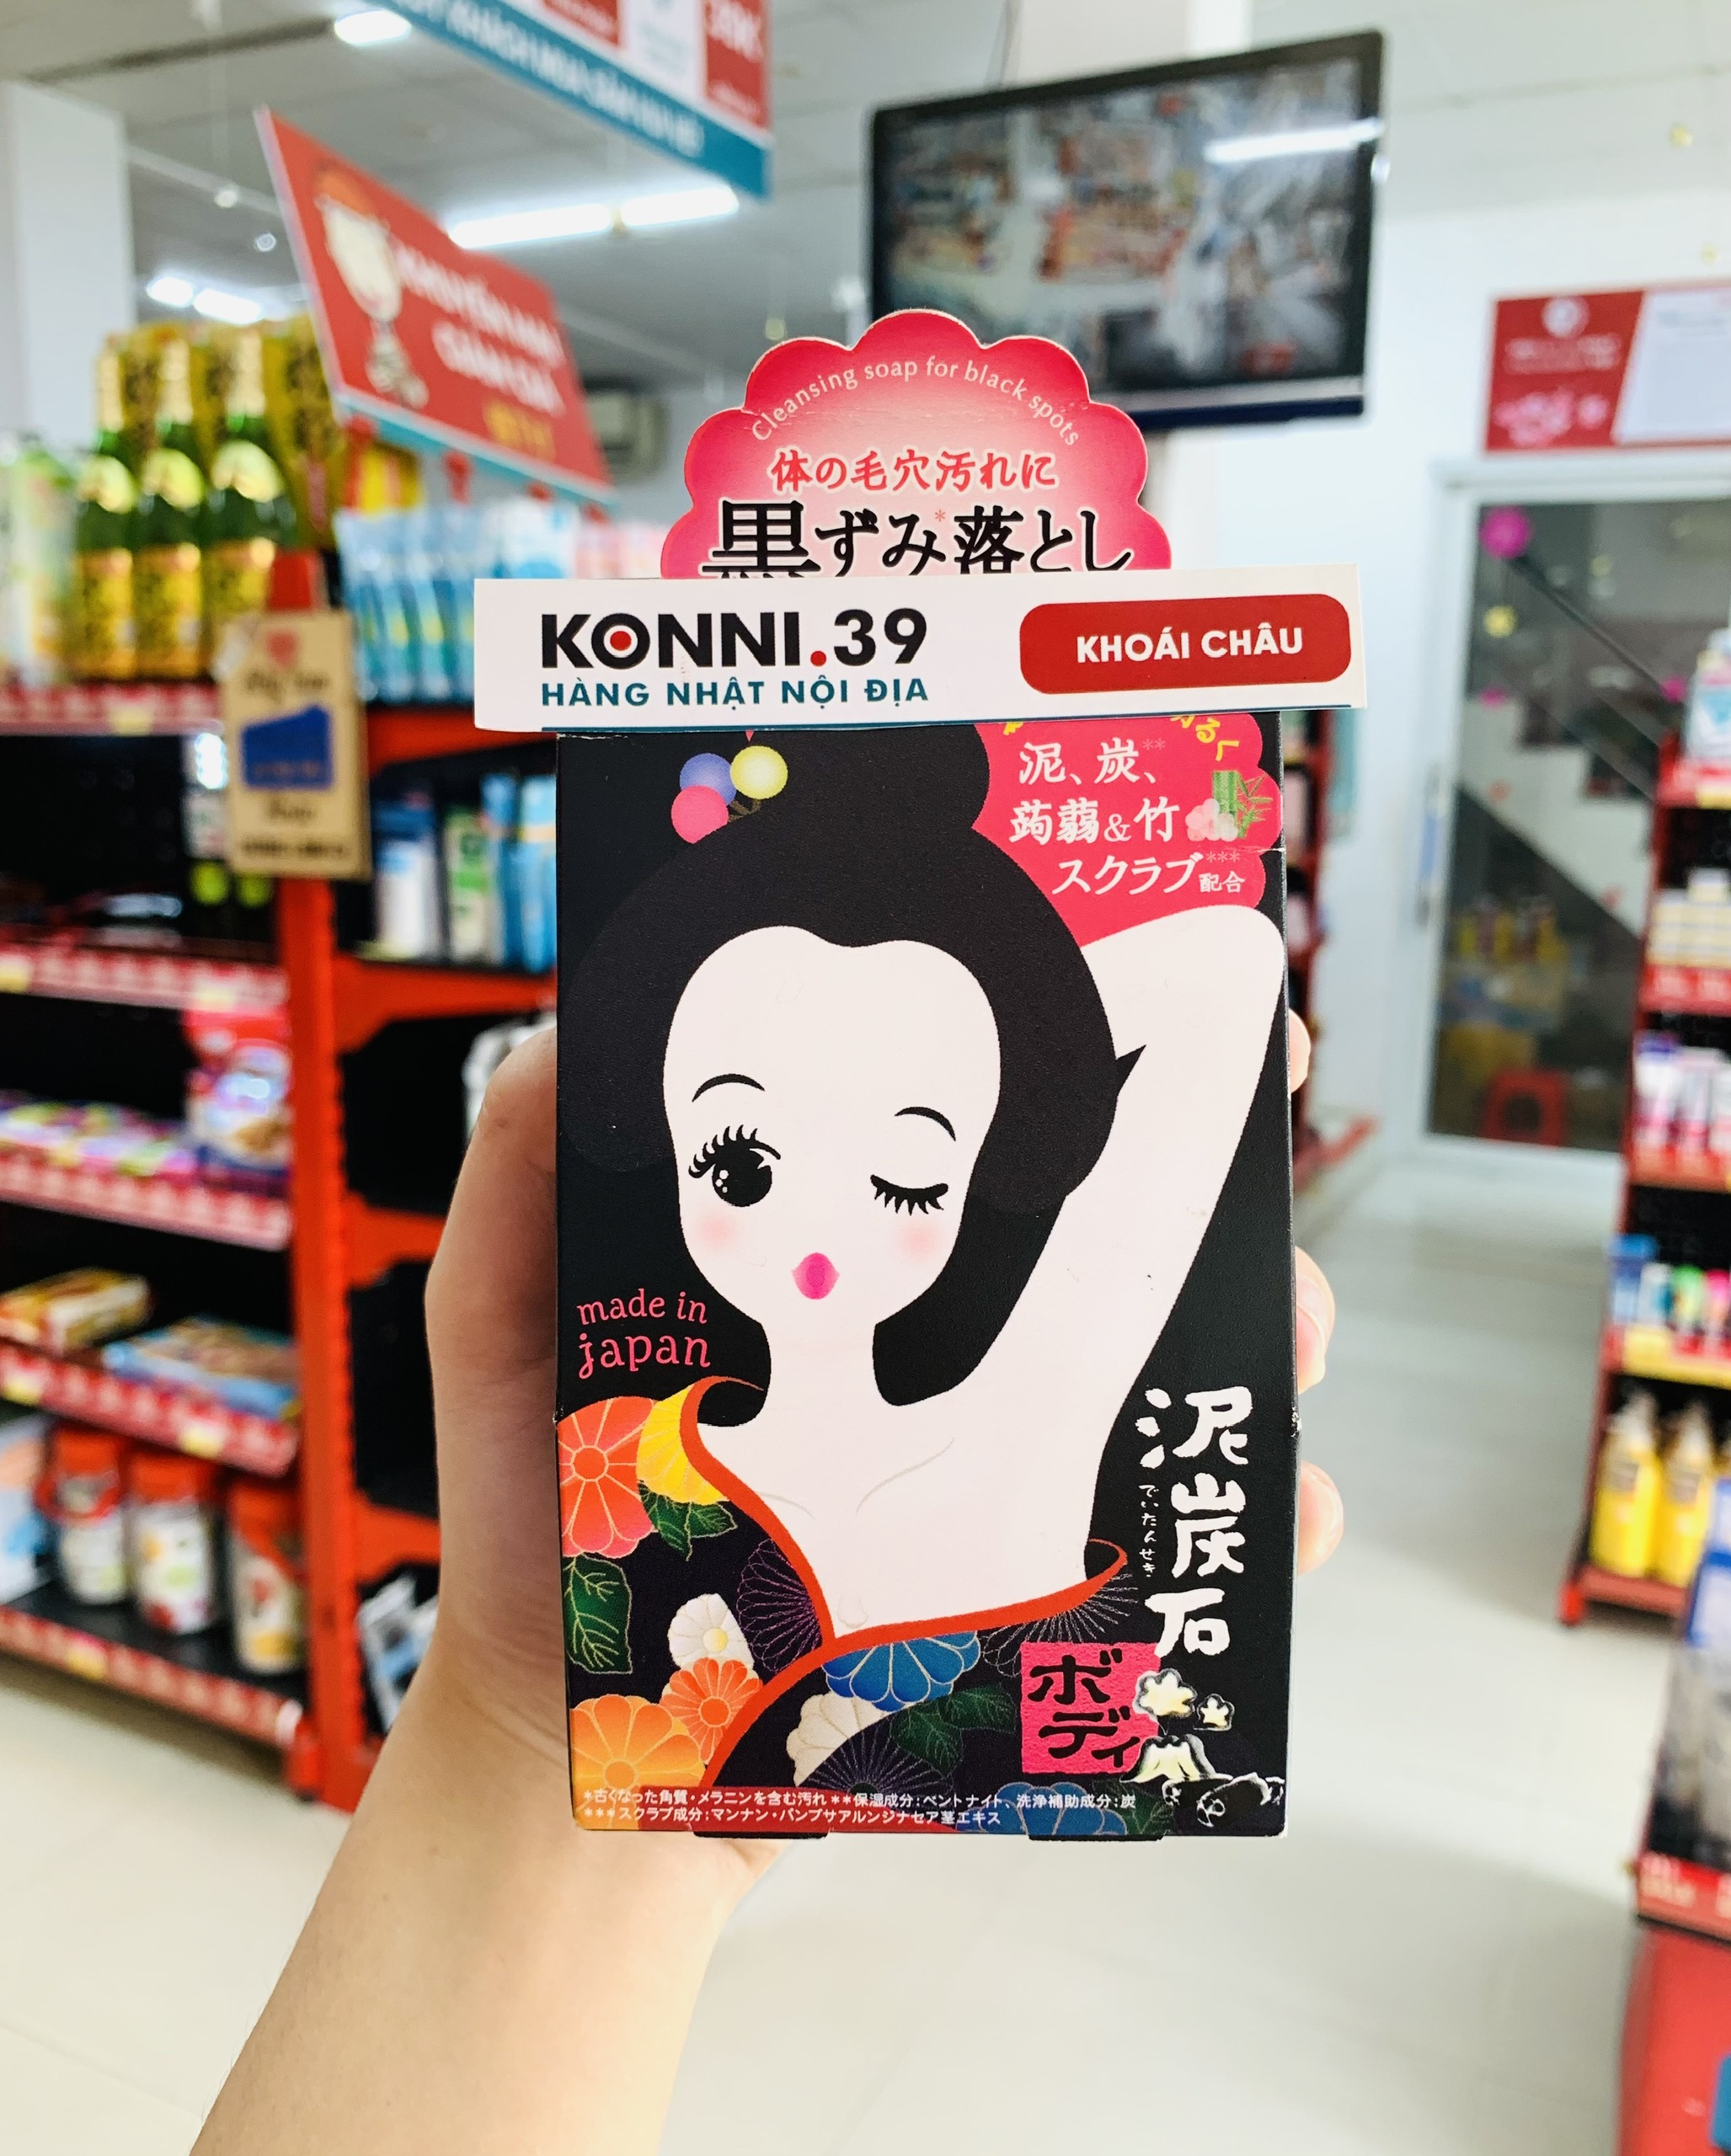 Cleansing soap for black spots
体の毛穴汚れに
黒ずみ*落とし
KONNI.39
HÀNG NHẬT NỘI ĐỊA
KHOÁI CHÂU
泥、炭、**
蒟蒻&竹
スクラブ***配合
made in
japan
泥炭石
でいたんせき
ボディ
*古くなった角質・メラニンを含む汚れ **保湿成分:ベントナイト、洗浄補助成分:炭
***スクラブ成分:マンナン・バンブサアルンジナセア茎エキス